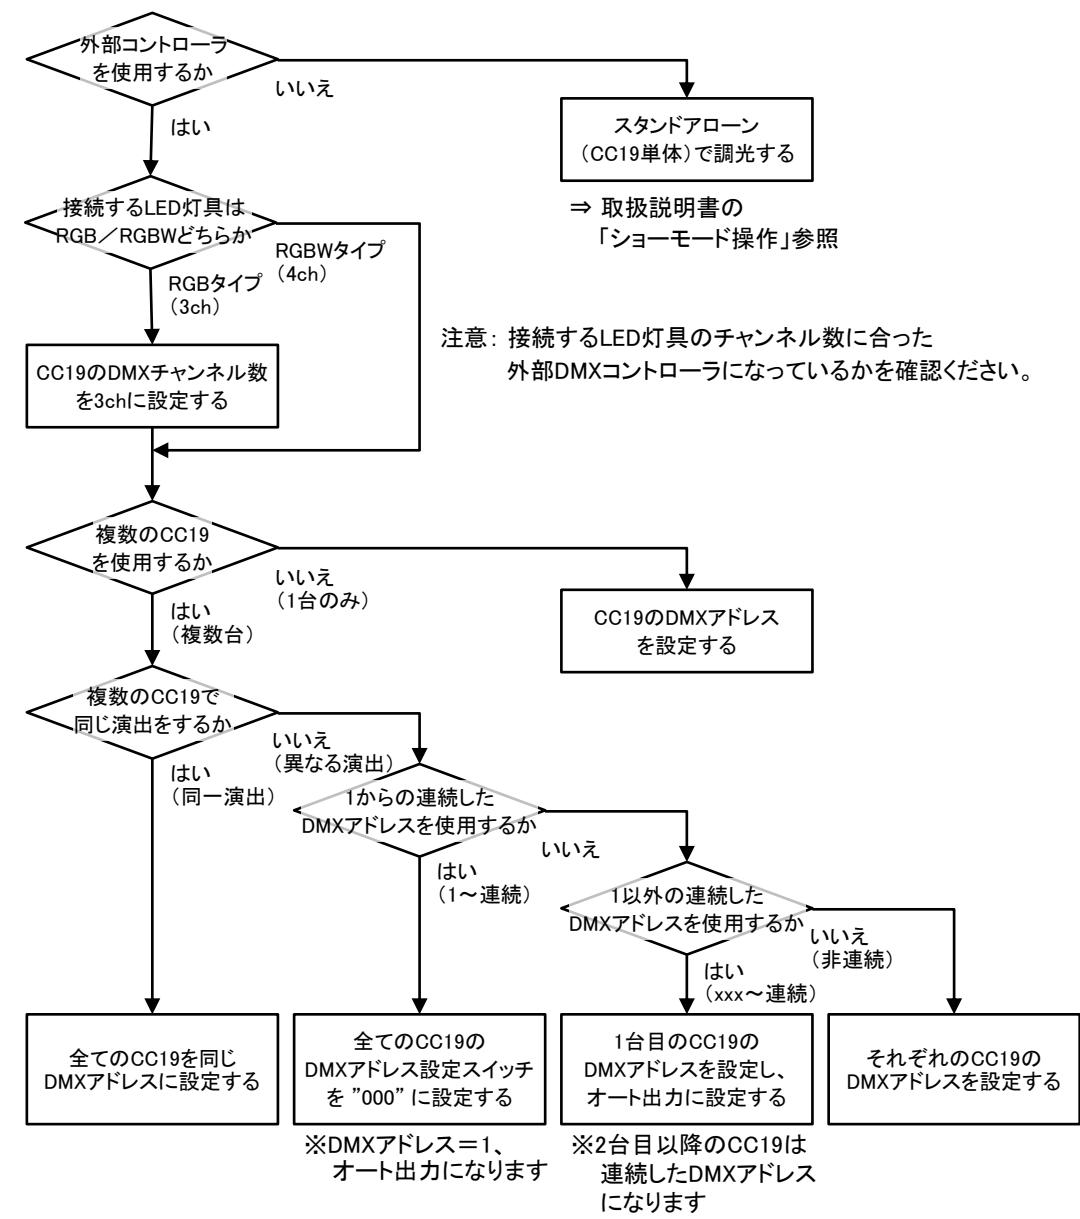 外部コントローラ
を使用するか
いいえ
はい
スタンドアローン
（CC19単体）で調光する
⇒ 取扱説明書の
「ショーモード操作」参照
接続するLED灯具は
RGB／RGBWどちらか
RGBWタイプ
（4ch）
RGBタイプ
（3ch）
注意： 接続するLED灯具のチャンネル数に合った
外部DMXコントローラになっているかを確認ください。
CC19のDMXチャンネル数
を3chに設定する
複数のCC19
を使用するか
いいえ
（1台のみ）
はい
（複数台）
CC19のDMXアドレス
を設定する
複数のCC19で
同じ演出をするか
いいえ
（異なる演出）
はい
（同一演出）
1からの連続した
DMXアドレスを使用するか
いいえ
はい
（1～連続）
1以外の連続した
DMXアドレスを使用するか
いいえ
（非連続）
はい
（xxx～連続）
全てのCC19を同じ
DMXアドレスに設定する
全てのCC19の
DMXアドレス設定スイッチ
を ”000” に設定する
1台目のCC19の
DMXアドレスを設定し、
オート出力に設定する
それぞれのCC19の
DMXアドレスを設定する
※DMXアドレス＝1、
オート出力になります
※2台目以降のCC19は
連続したDMXアドレス
になります